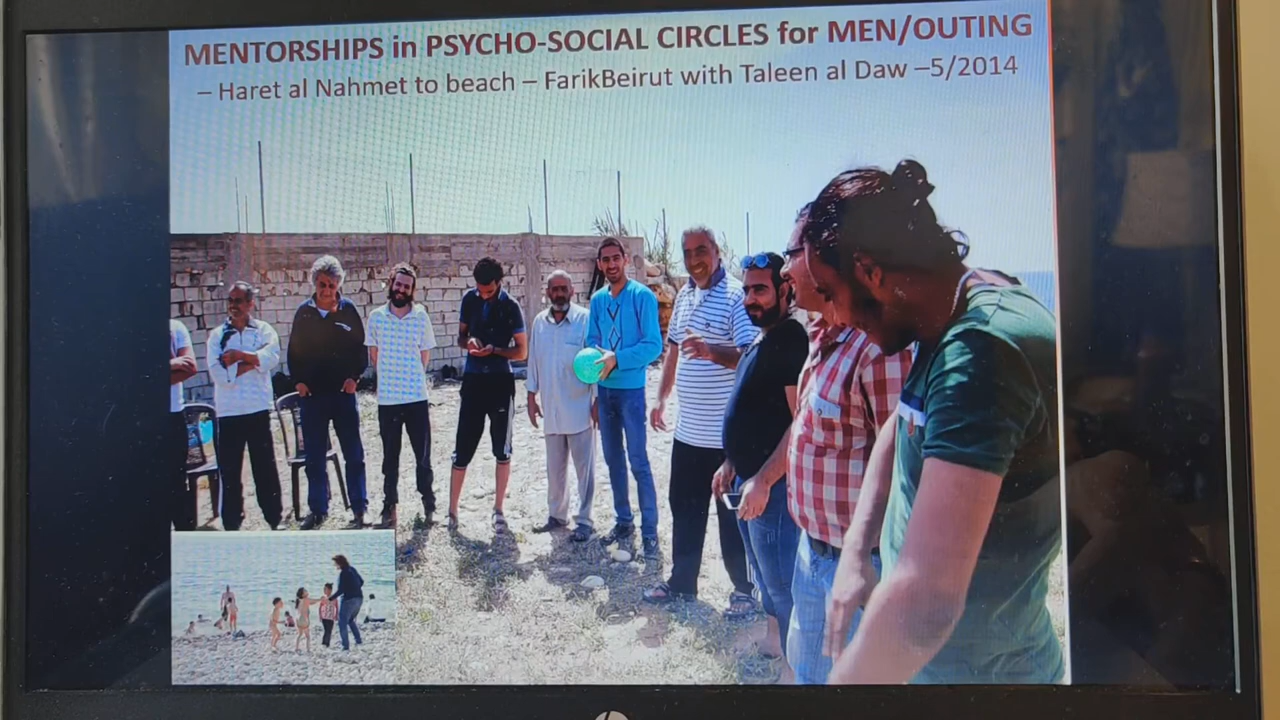 MENTORSHIPS in PSYCHO-SOCIAL CIRCLES for MEN/OUTING
– Haret al Nahmet to beach – FarikBeirut with Taleen al Daw –5/2014